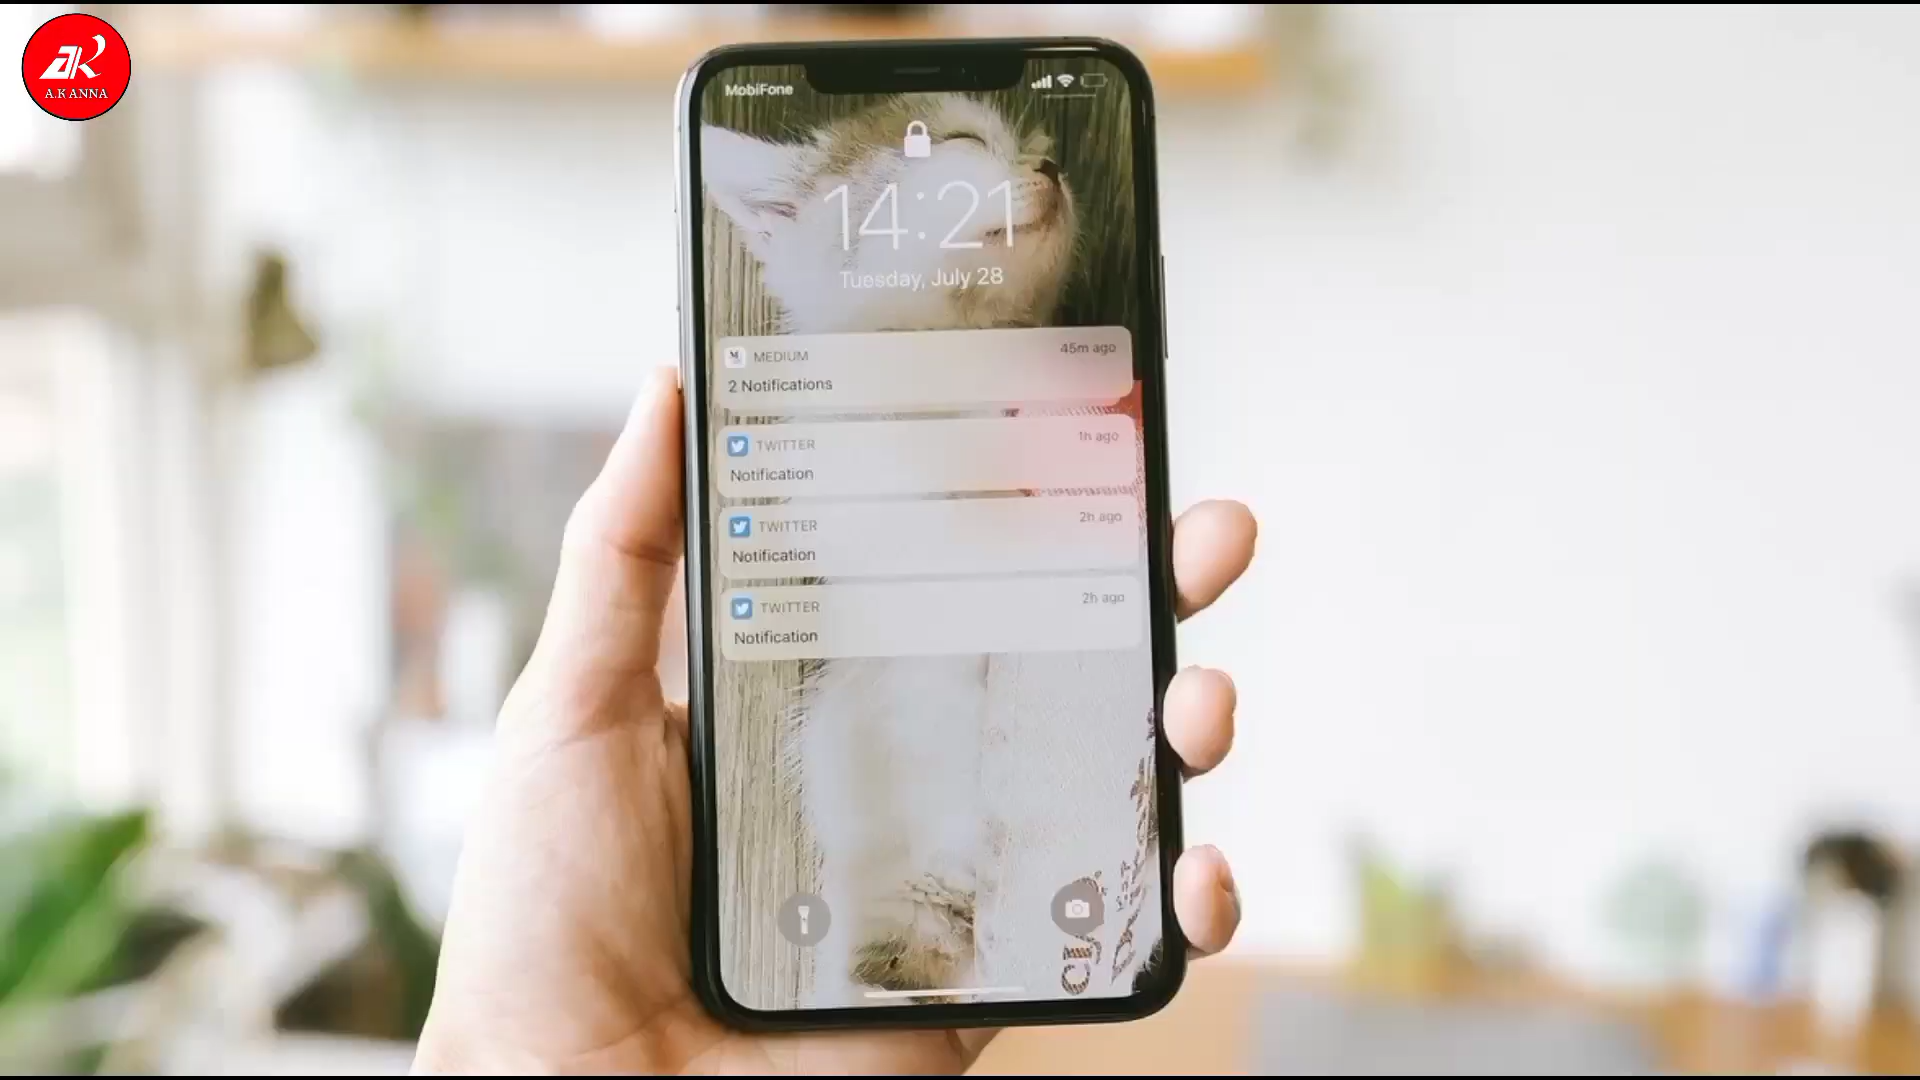 A.K ANNA
MobiFone
14:21
Tuesday, July 28
MEDIUM 45m ago
2 Notifications
TWITTER 1h ago
Notification
TWITTER 2h ago
Notification
TWITTER 2h ago
Notification